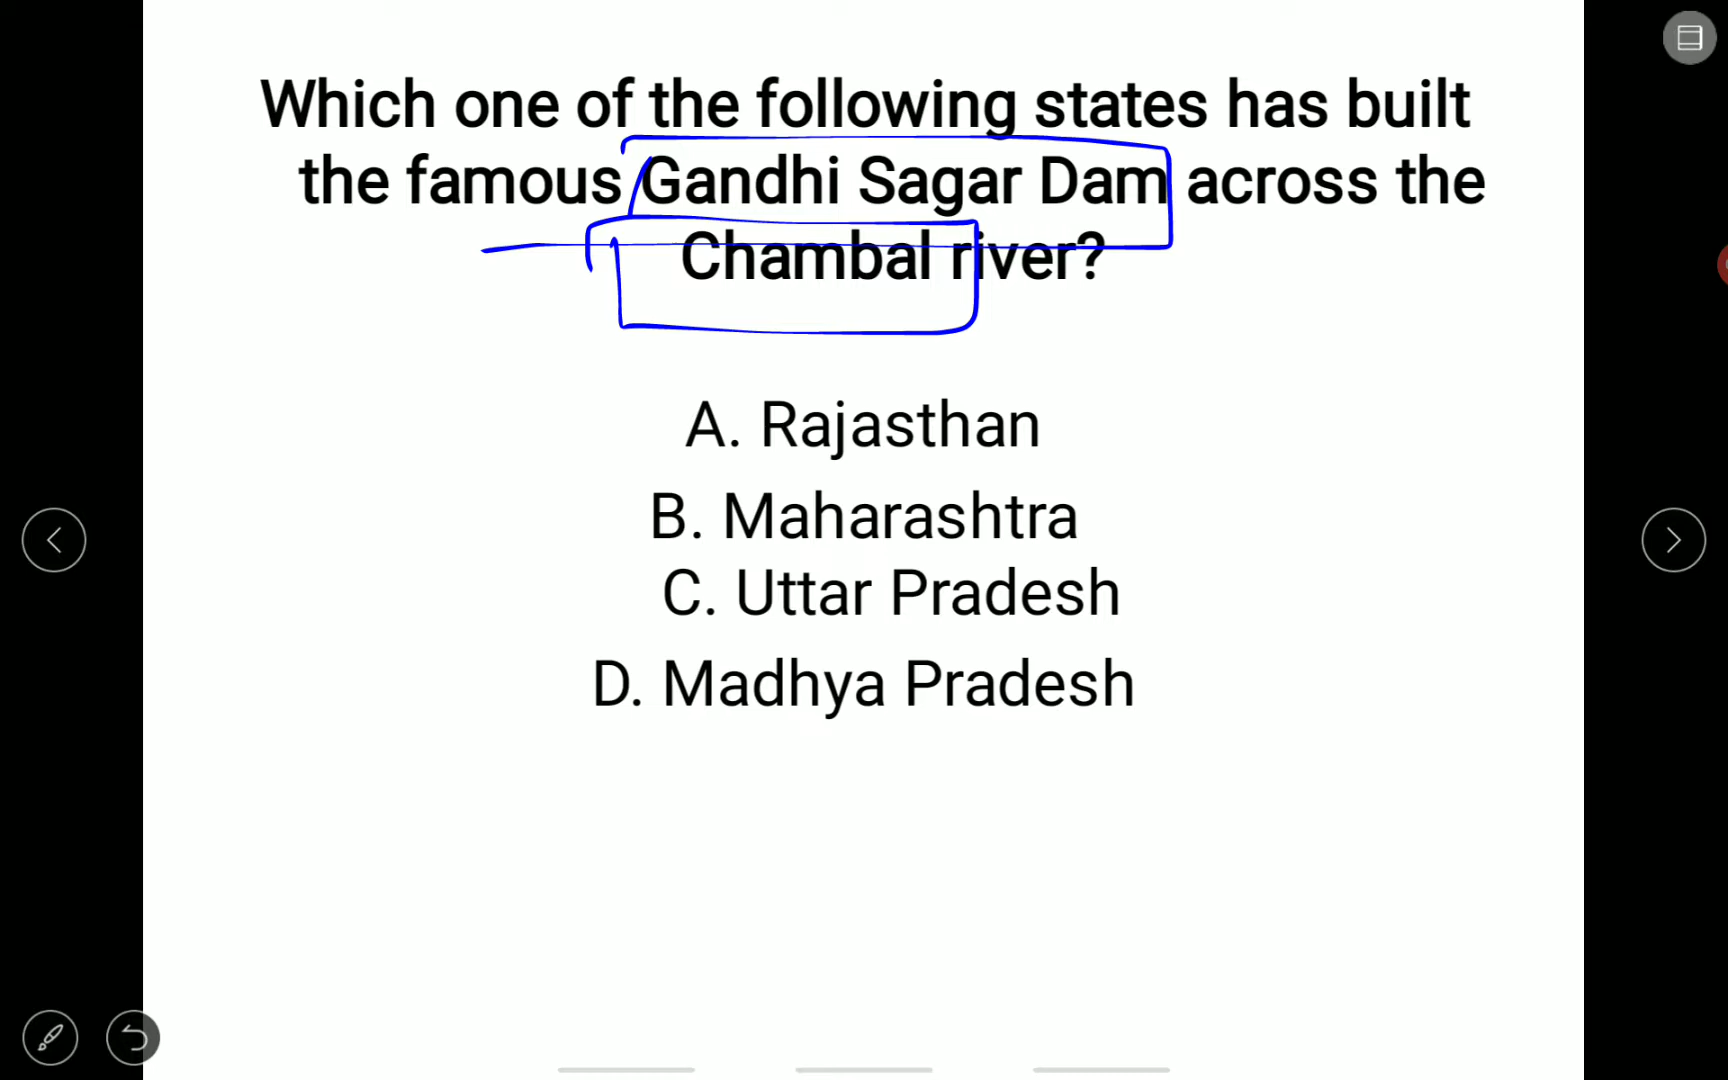 Which one of the following states has built
the famous Gandhi Sagar Dam across the
Chambal river?
A. Rajasthan
B. Maharashtra
C. Uttar Pradesh
D. Madhya Pradesh